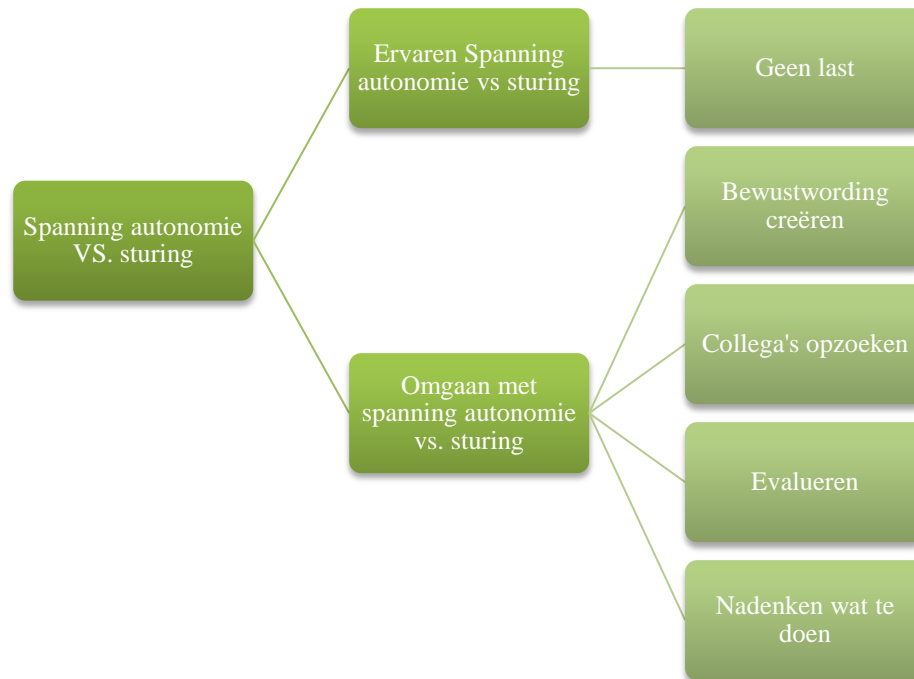 Spanning autonomie
VS. sturing
Ervaren Spanning
autonomie vs sturing
Geen last
Omgaan met
spanning autonomie
vs. sturing
Bewustwording
creëren
Collega's opzoeken
Evalueren
Nadenken wat te
doen